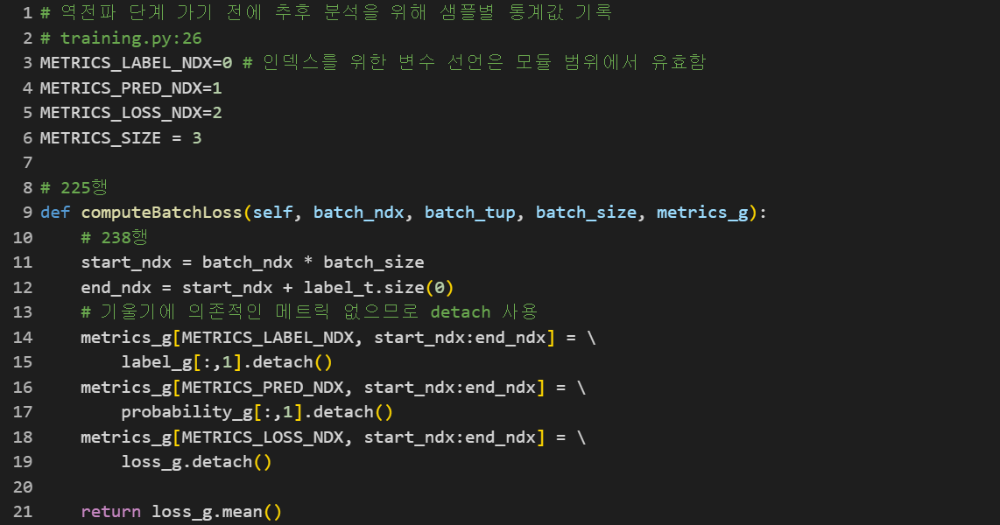 1 # 역전파 단계 가기 전에 추후 분석을 위해 샘플별 통계값 기록
2 # training.py:26
3 METRICS_LABEL_NDX=0 # 인덱스를 위한 변수 선언은 모듈 범위에서 유효함
4 METRICS_PRED_NDX=1
5 METRICS_LOSS_NDX=2
6 METRICS_SIZE = 3
7
8 # 225행
9 def computeBatchLoss(self, batch_ndx, batch_tup, batch_size, metrics_g):
10     # 238행
11     start_ndx = batch_ndx * batch_size
12     end_ndx = start_ndx + label_t.size(0)
13     # 기울기에 의존적인 메트릭 없으므로 detach 사용
14     metrics_g[METRICS_LABEL_NDX, start_ndx:end_ndx] = \
15         label_g[:,1].detach()
16     metrics_g[METRICS_PRED_NDX, start_ndx:end_ndx] = \
17         probability_g[:,1].detach()
18     metrics_g[METRICS_LOSS_NDX, start_ndx:end_ndx] = \
19         loss_g.detach()
20
21     return loss_g.mean()